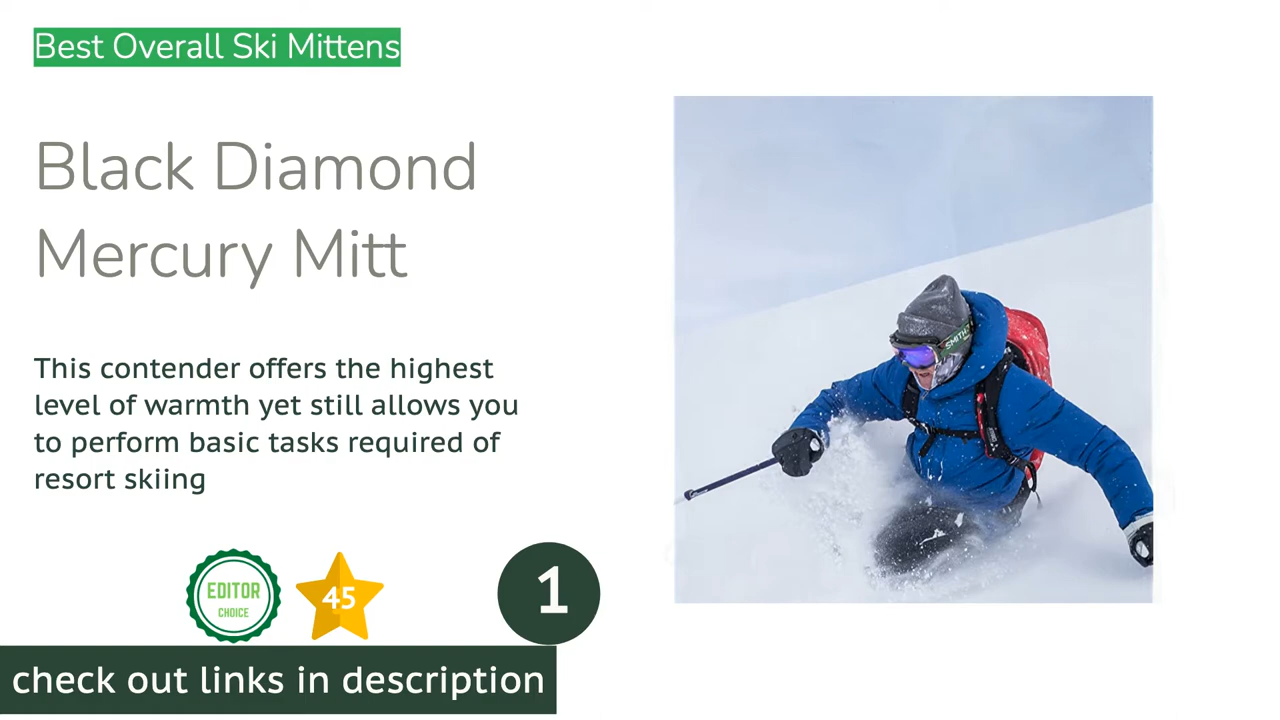 Best Overall Ski Mittens
Black Diamond
Mercury Mitt
This contender offers the highest
level of warmth yet still allows you
to perform basic tasks required of
resort skiing
EDITOR
CHOICE
45
1
check out links in description
SMITH